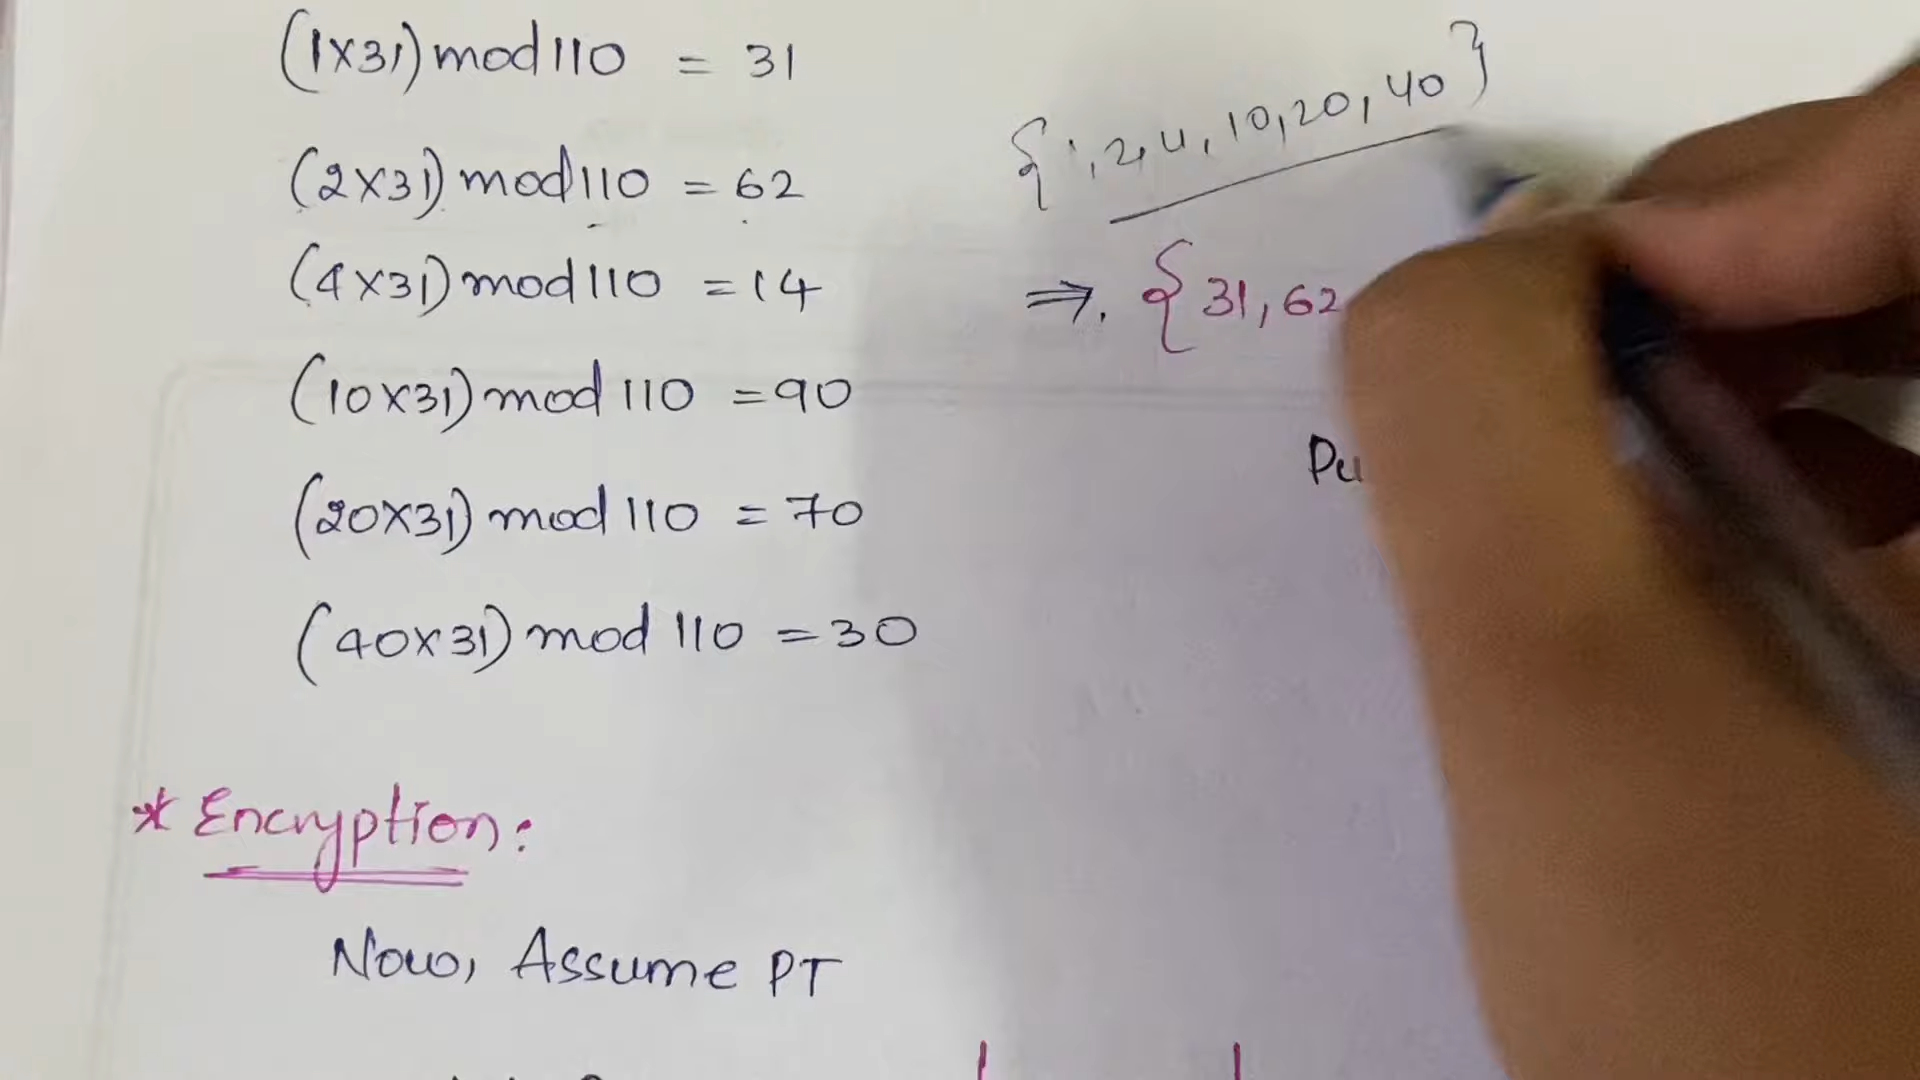 (1x31) mod 110 = 31
(2x31) mod 110 = 62
(4x31) mod 110 = 14
(10x31) mod 110 = 90
(20x31) mod 110 = 70
(40x31) mod 110 = 30
{1, 2, 4, 10, 20, 40}
⇒. {31, 62
* Encryption:
Now, Assume PT